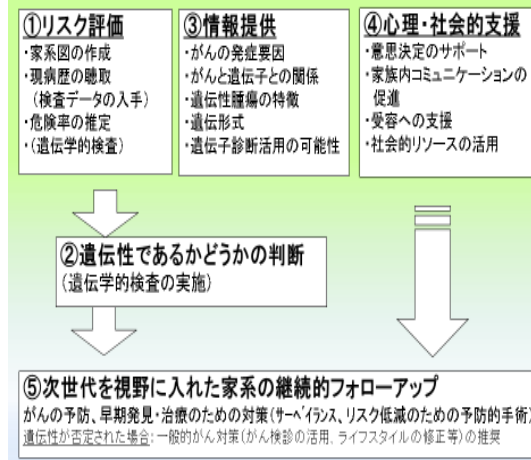 ①リスク評価
・家系図の作成
・現病歴の聴取
（検査データの入手）
・危険率の推定
・(遺伝学的検査)
③情報提供
・がんの発症要因
・がんと遺伝子との関係
・遺伝性腫瘍の特徴
・遺伝形式
・遺伝子診断活用の可能性
④心理・社会的支援
・意思決定のサポート
・家族内コミュニケーションの
促進
・受容への支援
・社会的リソースの活用
②遺伝性であるかどうかの判断
(遺伝学的検査の実施)
⑤次世代を視野に入れた家系の継続的フォローアップ
がんの予防、早期発見・治療のための対策(サーベイランス、リスク低減のための予防的手術)
遺伝性が否定された場合:一般的がん対策(がん検診の活用、ライフスタイルの修正等)の推奨